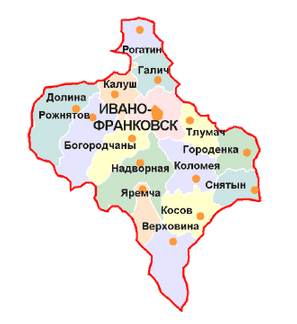 Рогатин
Галич
Калуш
Долина
ИВАНО-
Рожнятов
ФРАНКОВСК
Тлумач
Богородчаны
Городенка
Надворная
Коломея
Снятын
Яремча
Косов
Верховина